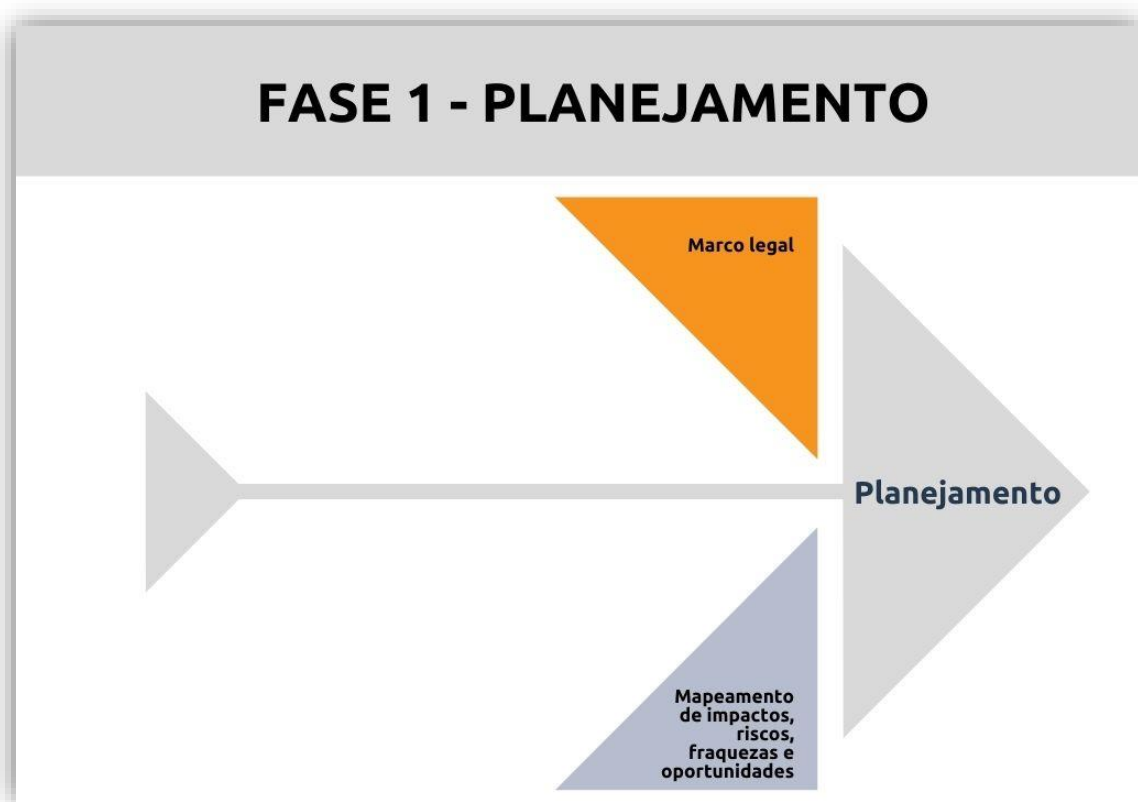 FASE 1 - PLANEJAMENTO
Marco legal
Planejamento
Mapeamento
de impactos,
riscos,
fraquezas e
oportunidades